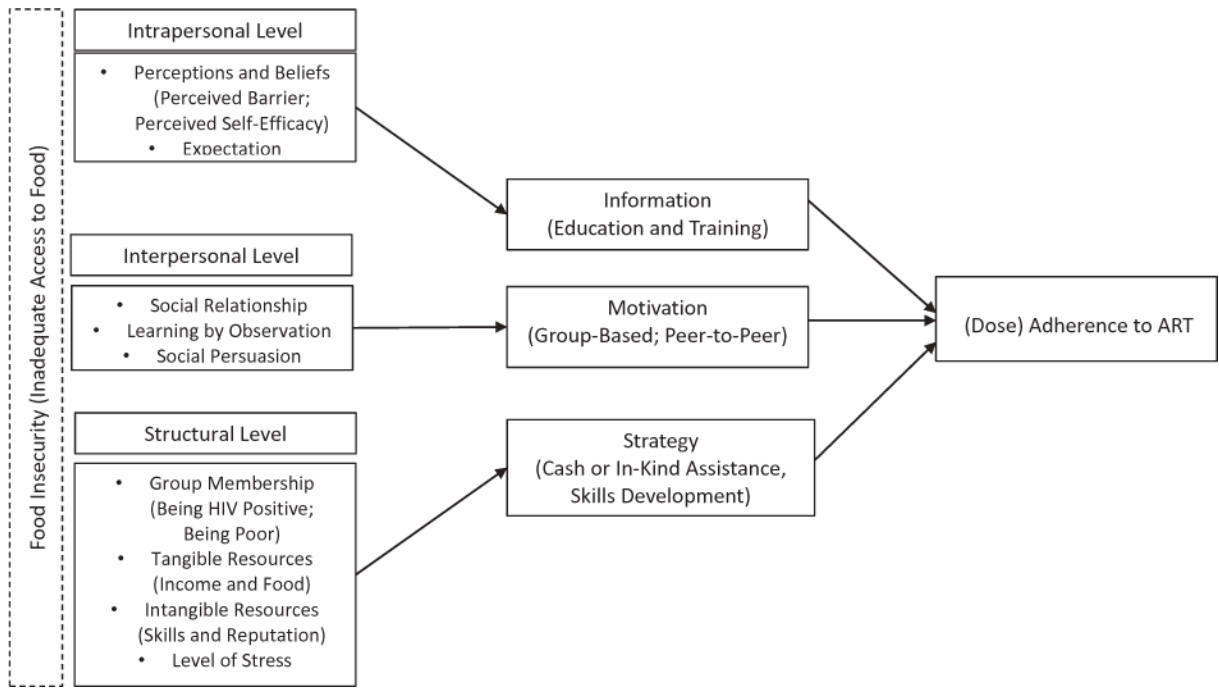 Food Insecurity (Inadequate Access to Food)
Intrapersonal Level
• Perceptions and Beliefs
(Perceived Barrier;
Perceived Self-Efficacy)
• Expectation
Interpersonal Level
• Social Relationship
• Learning by Observation
• Social Persuasion
Structural Level
• Group Membership
(Being HIV Positive;
Being Poor)
• Tangible Resources
(Income and Food)
• Intangible Resources
(Skills and Reputation)
• Level of Stress
Information
(Education and Training)
Motivation
(Group-Based; Peer-to-Peer)
Strategy
(Cash or In-Kind Assistance,
Skills Development)
(Dose) Adherence to ART